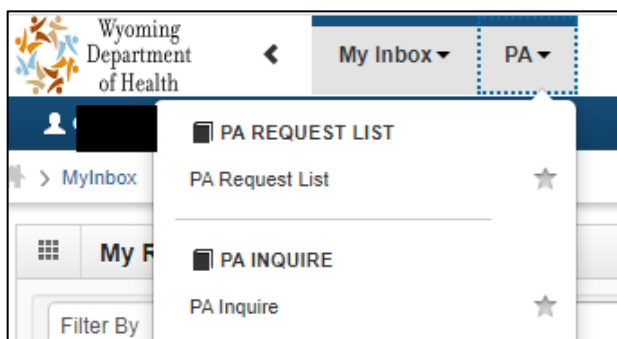 Wyoming
Department
of Health
My Inbox
PA
PA REQUEST LIST
> MyInbox
PA Request List
PA INQUIRE
My R
PA Inquire
Filter By